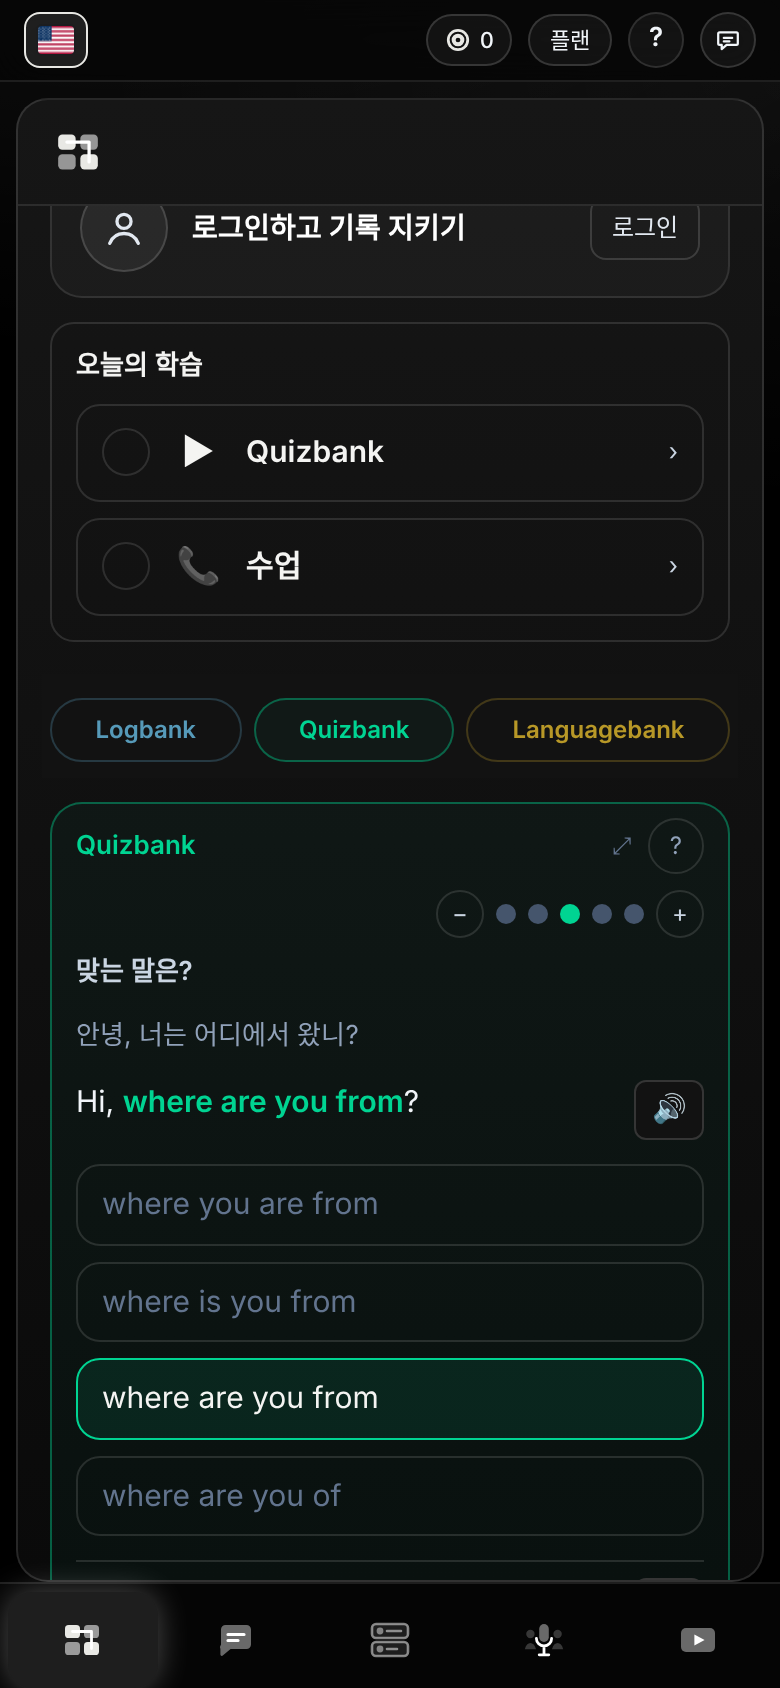 0
플랜
?
로그인하고 기록 지키기
로그인
오늘의 학습
Quizbank
›
수업
›
Logbank
Quizbank
Languagebank
Quizbank
?
−
+
맞는 말은?
안녕, 너는 어디에서 왔니?
Hi, where are you from?
where you are from
where is you from
where are you from
where are you of